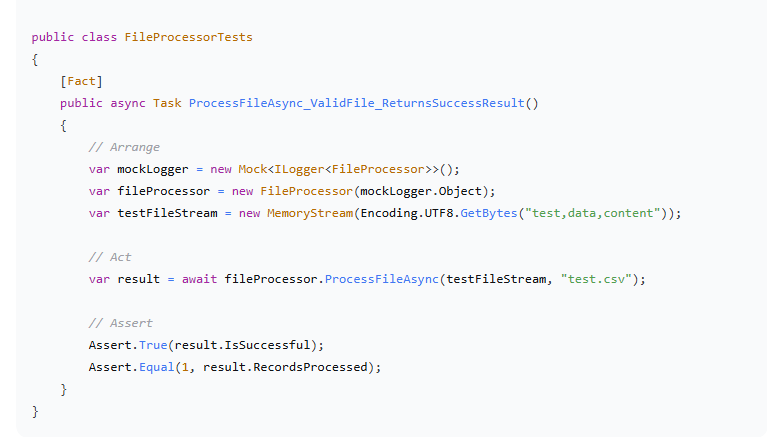 public class FileProcessorTests
{
    [Fact]
    public async Task ProcessFileAsync_ValidFile_ReturnsSuccessResult()
    {
        // Arrange
        var mockLogger = new Mock<ILogger<FileProcessor>>();
        var fileProcessor = new FileProcessor(mockLogger.Object);
        var testFileStream = new MemoryStream(Encoding.UTF8.GetBytes("test,data,content"));

        // Act
        var result = await fileProcessor.ProcessFileAsync(testFileStream, "test.csv");

        // Assert
        Assert.True(result.IsSuccessful);
        Assert.Equal(1, result.RecordsProcessed);
    }
}